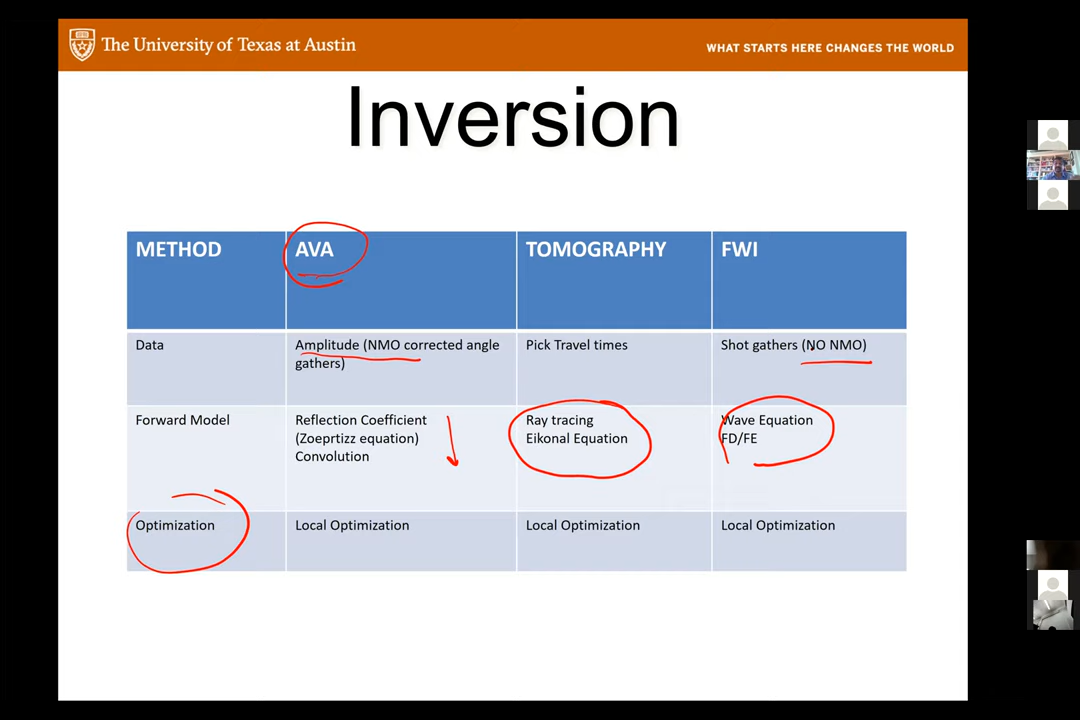 The University of Texas at Austin
WHAT STARTS HERE CHANGES THE WORLD
Inversion
METHOD AVA TOMOGRAPHY FWI
Data Amplitude (NMO corrected angle Pick Travel times Shot gathers (NO NMO)
gathers)
Forward Model Reflection Coefficient Ray tracing Wave Equation
(Zoeprtizz equation) Eikonal Equation FD/FE
Convolution
Optimization Local Optimization Local Optimization Local Optimization